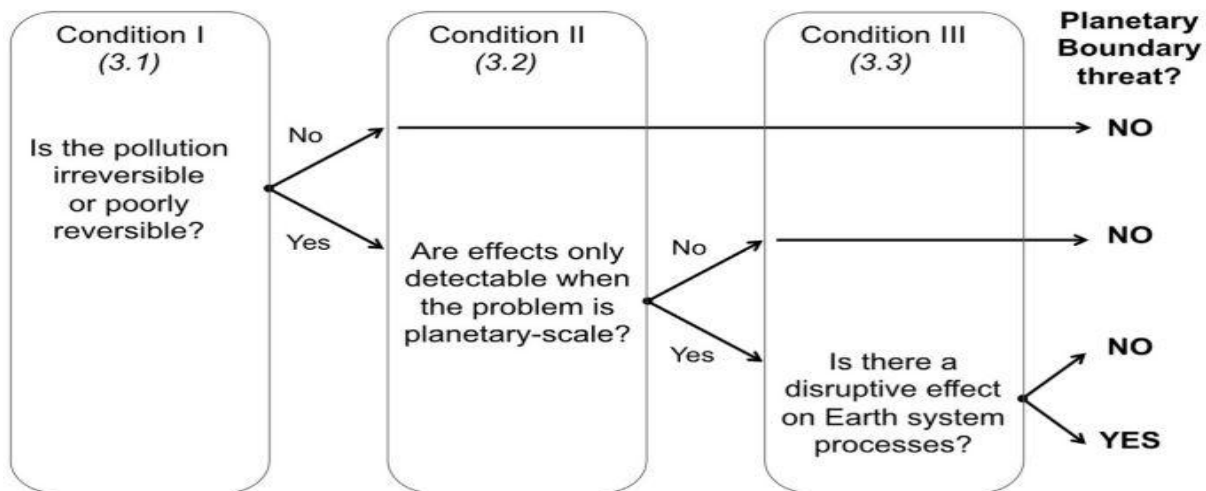 Condition I
(3.1)
Is the pollution
irreversible
or poorly
reversible?
No
Yes
Condition II
(3.2)
Are effects only
detectable when
the problem is
planetary-scale?
No
Yes
Condition III
(3.3)
Is there a
disruptive effect
on Earth system
processes?
Planetary
Boundary
threat?
NO
NO
NO
YES